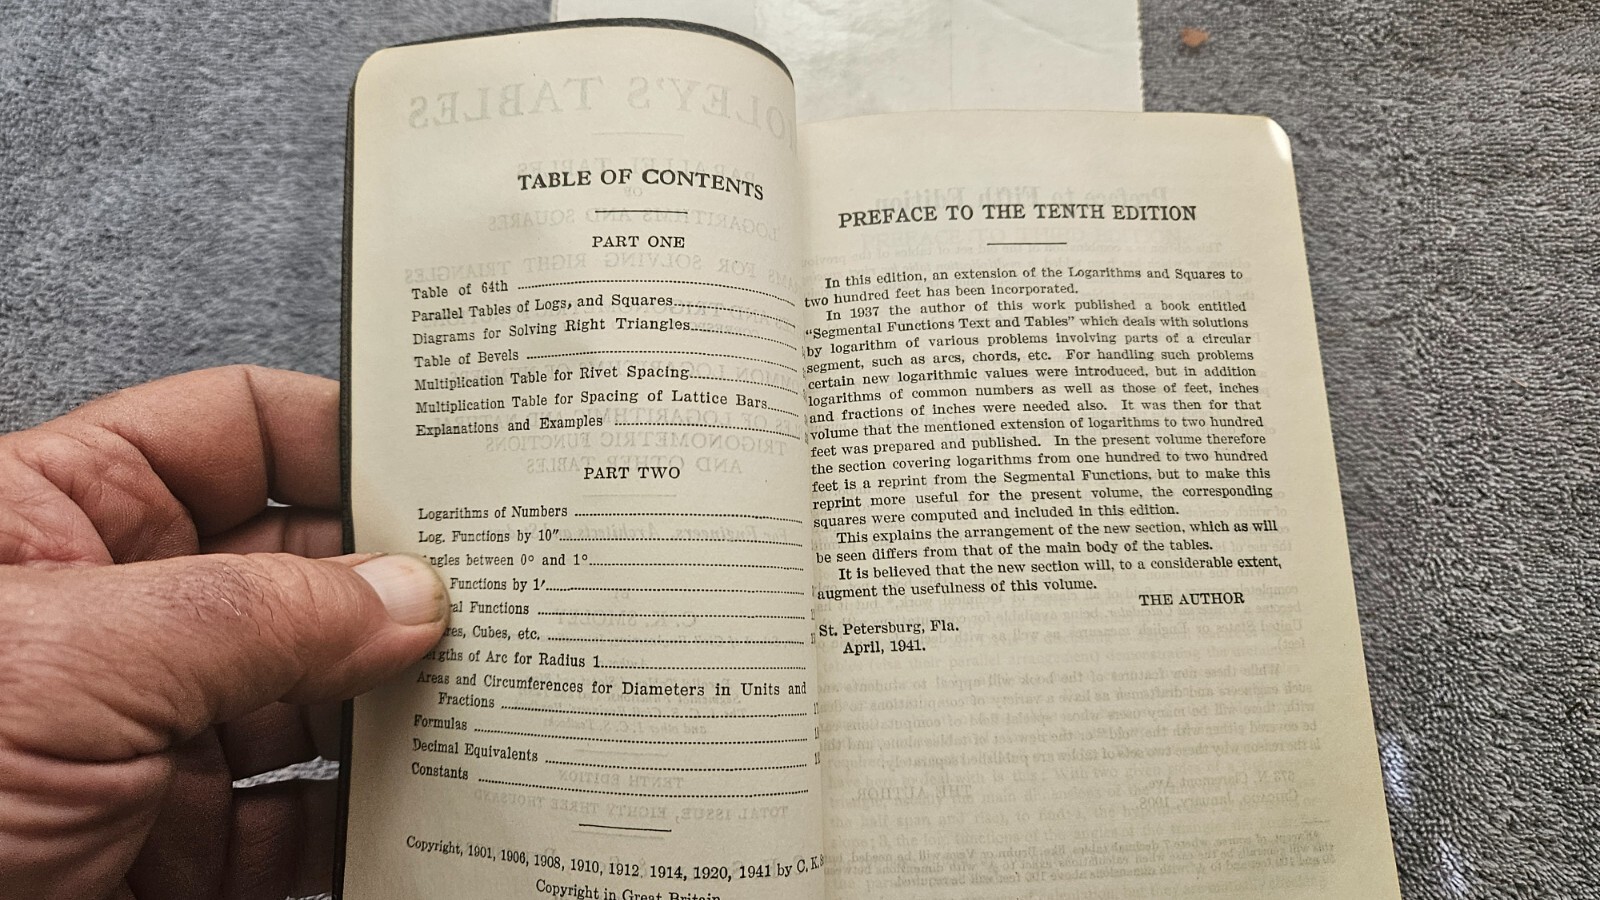 TABLE OF CONTENTS
PART ONE
Table of 64th
Parallel Tables of Logs, and Squares
Diagrams for Solving Right Triangles
Table of Bevels
Multiplication Table for Rivet Spacing
Multiplication Table for Spacing of Lattice Bars
Explanations and Examples
PART TWO
Logarithms of Numbers
Log. Functions by 10″
between 0° and 1°
Functions by 1′
Functions
Cubes, etc.
of Arc for Radius 1
Areas and Circumferences for Diameters in Units and
Fractions
Formulas
Decimal Equivalents
Constants
Copyright, 1901, 1906, 1908, 1910, 1912, 1914, 1920, 1941 by C. K.
Copyright in Great Britain
PREFACE TO THE TENTH EDITION
In this edition, an extension of the Logarithms and Squares to
two hundred feet has been incorporated.
In 1937 the author of this work published a book entitled
“Segmental Functions Text and Tables” which deals with solutions
by logarithm of various problems involving parts of a circular
segment, such as arcs, chords, etc. For handling such problems
certain new logarithmic values were introduced, but in addition
logarithms of common numbers as well as those of feet, inches
and fractions of inches were needed also. It was then for that
volume that the mentioned extension of logarithms to two hundred
feet was prepared and published. In the present volume therefore
the section covering logarithms from one hundred to two hundred
feet is a reprint from the Segmental Functions, but to make this
reprint more useful for the present volume, the corresponding
squares were computed and included in this edition.
This explains the arrangement of the new section, which as will
be seen differs from that of the main body of the tables.
It is believed that the new section will, to a considerable extent,
augment the usefulness of this volume.
THE AUTHOR
St. Petersburg, Fla.
April, 1941.